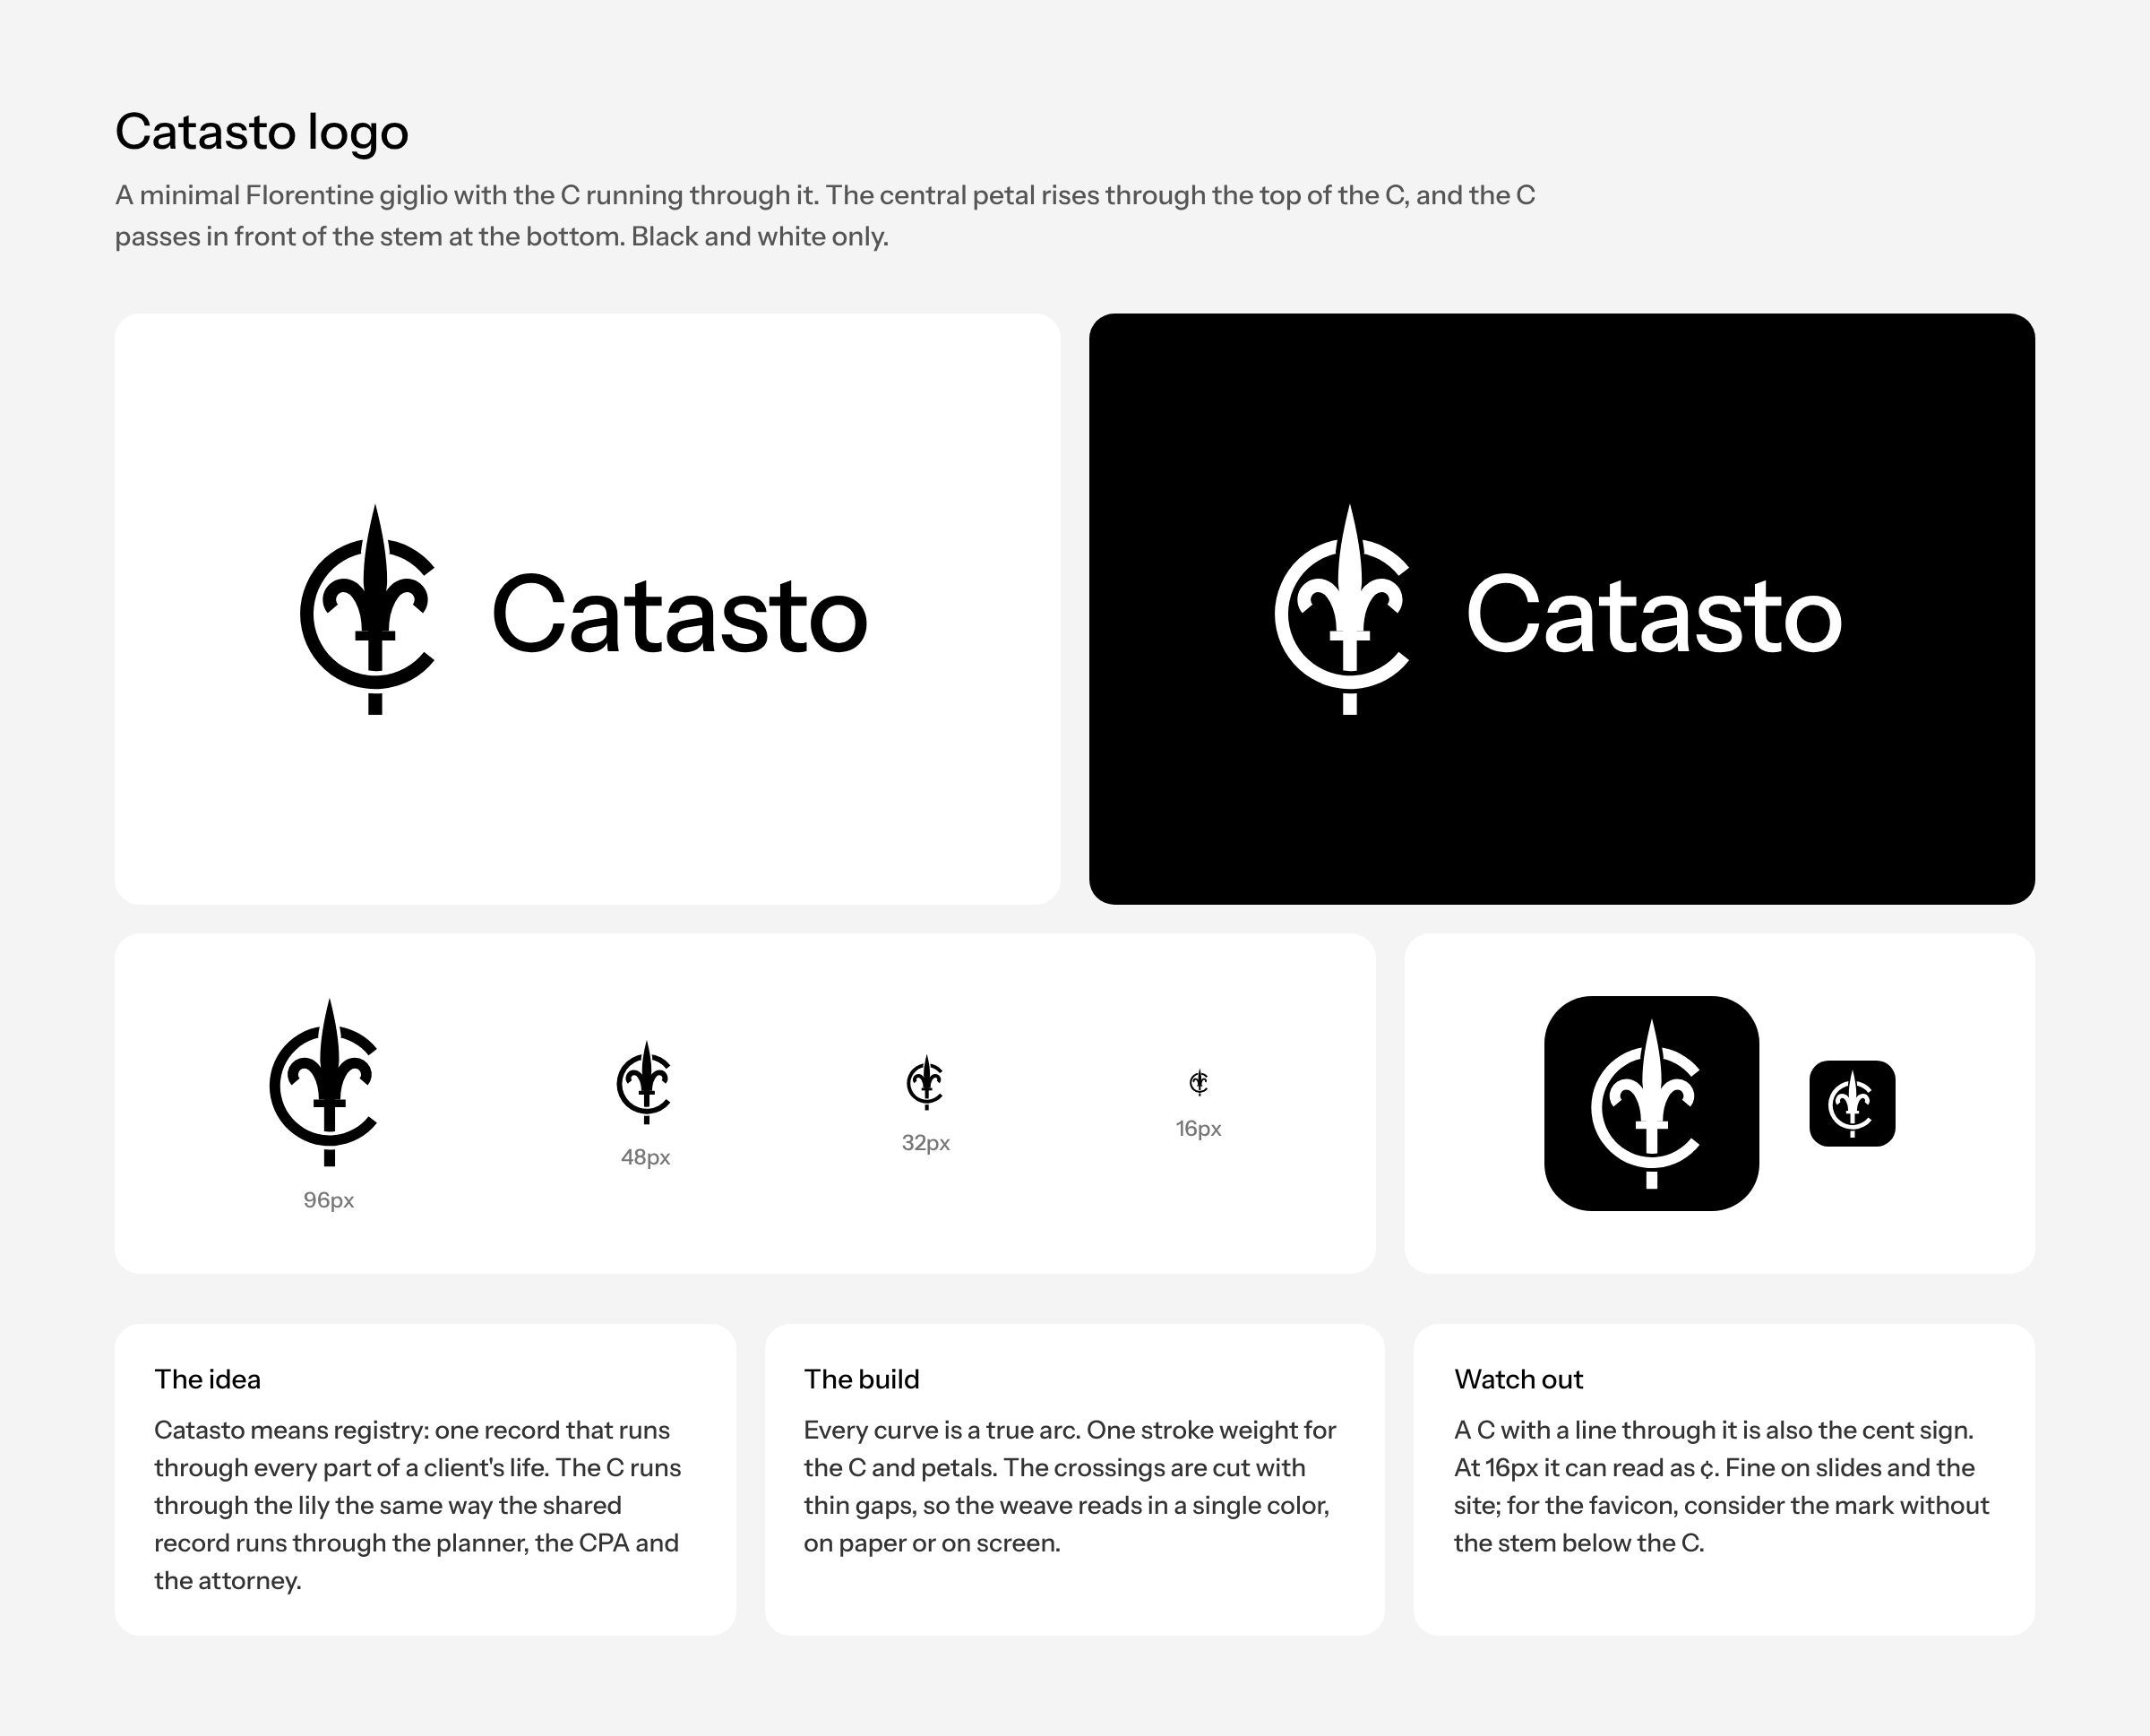 Catasto logo
A minimal Florentine giglio with the C running through it. The central petal rises through the top of the C, and the C
passes in front of the stem at the bottom. Black and white only.
Catasto
Catasto
96px
48px
32px
16px
The idea
Catasto means registry: one record that runs
through every part of a client's life. The C runs
through the lily the same way the shared
record runs through the planner, the CPA and
the attorney.
The build
Every curve is a true arc. One stroke weight for
the C and petals. The crossings are cut with
thin gaps, so the weave reads in a single color,
on paper or on screen.
Watch out
A C with a line through it is also the cent sign.
At 16px it can read as ¢. Fine on slides and the
site; for the favicon, consider the mark without
the stem below the C.